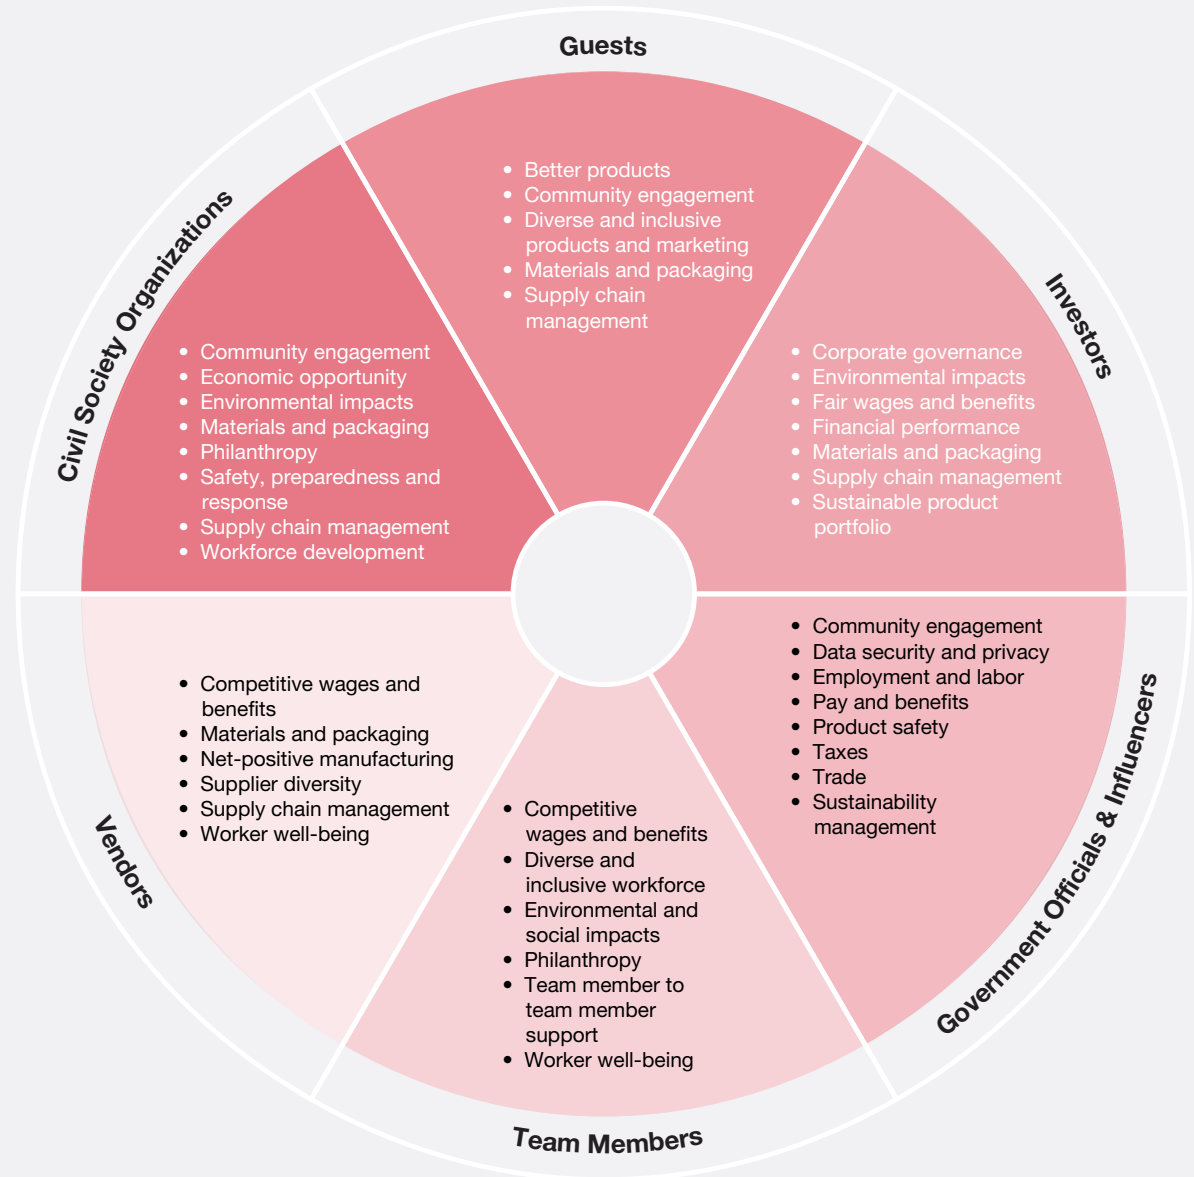 Guests
• Better products
• Community engagement
• Diverse and inclusive
products and marketing
• Materials and packaging
• Supply chain
management
Investors
• Corporate governance
• Environmental impacts
• Fair wages and benefits
• Financial performance
• Materials and packaging
• Supply chain management
• Sustainable product
portfolio
Government Officials & Influencers
• Community engagement
• Data security and privacy
• Employment and labor
• Pay and benefits
• Product safety
• Taxes
• Trade
• Sustainability
management
Team Members
• Competitive
wages and benefits
• Diverse and
inclusive workforce
• Environmental and
social impacts
• Philanthropy
• Team member to
team member
support
• Worker well-being
Vendors
• Competitive wages and
benefits
• Materials and packaging
• Net-positive manufacturing
• Supplier diversity
• Supply chain management
• Worker well-being
Civil Society Organizations
• Community engagement
• Economic opportunity
• Environmental impacts
• Materials and packaging
• Philanthropy
• Safety, preparedness and
response
• Supply chain management
• Workforce development